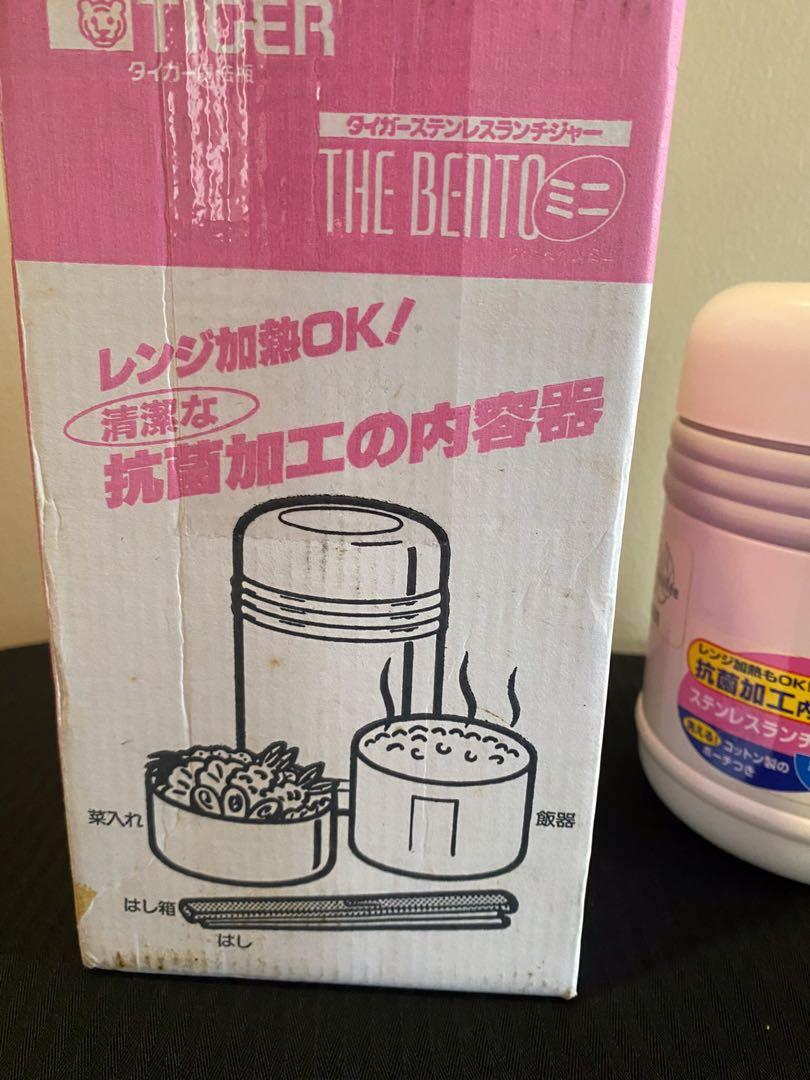 TIGER
タイガー魔法瓶
タイガーステンレスランチジャー
THE BENTO ミニ
レンジ加熱OK!
清潔な
抗菌加工の内容器
菜入れ
飯器
はし箱
はし
レンジ加熱もOK!
抗菌加工内
ステンレスランチ
洗える!
コットン製の
ポーチつき